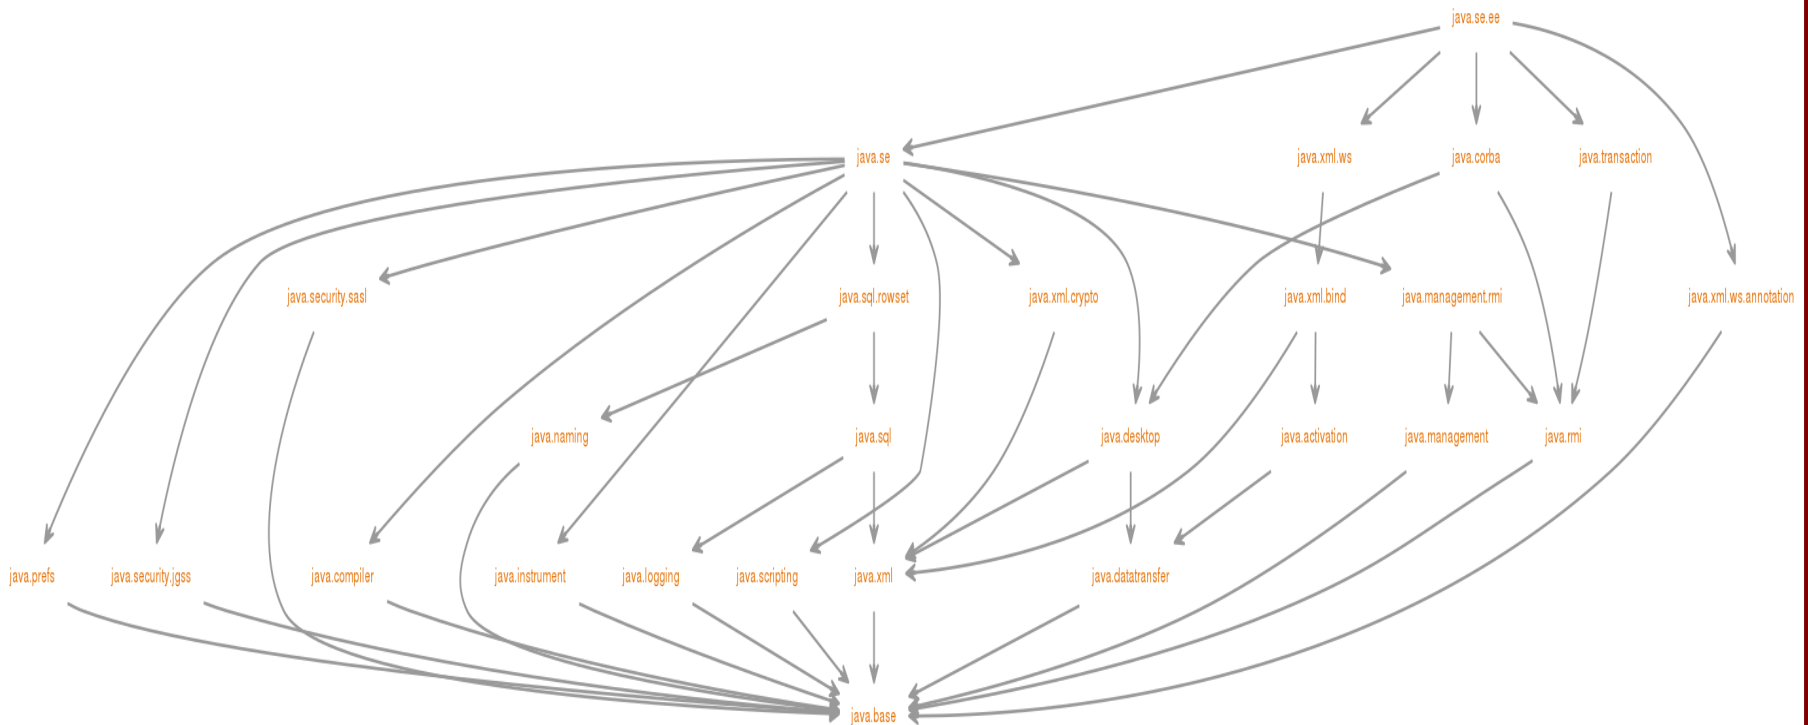 java.se.ee
java.se
java.xml.ws
java.corba
java.transaction
java.security.sasl
java.sql.rowset
java.xml.crypto
java.xml.bind
java.management.rmi
java.xml.ws.annotation
java.naming
java.sql
java.desktop
java.activation
java.management
java.rmi
java.prefs
java.security.jgss
java.compiler
java.instrument
java.logging
java.scripting
java.xml
java.datatransfer
java.base